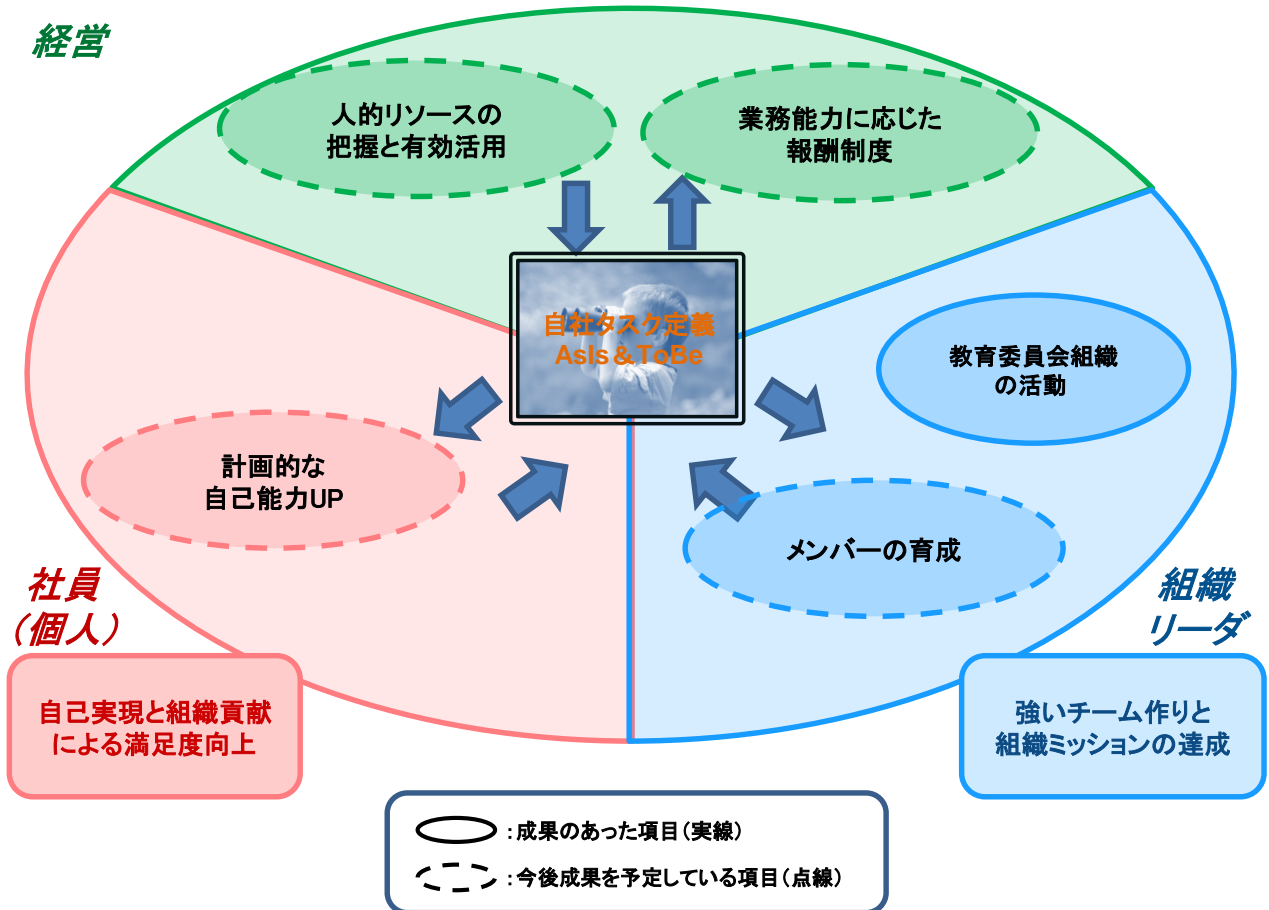 経営
人的リソースの
把握と有効活用
業務能力に応じた
報酬制度
自社タスク定義
AsIs＆ToBe
教育委員会組織
の活動
計画的な
自己能力UP
メンバーの育成
社員
（個人）
組織
リーダ
自己実現と組織貢献
による満足度向上
強いチーム作りと
組織ミッションの達成
：成果のあった項目（実線）
：今後成果を予定している項目（点線）